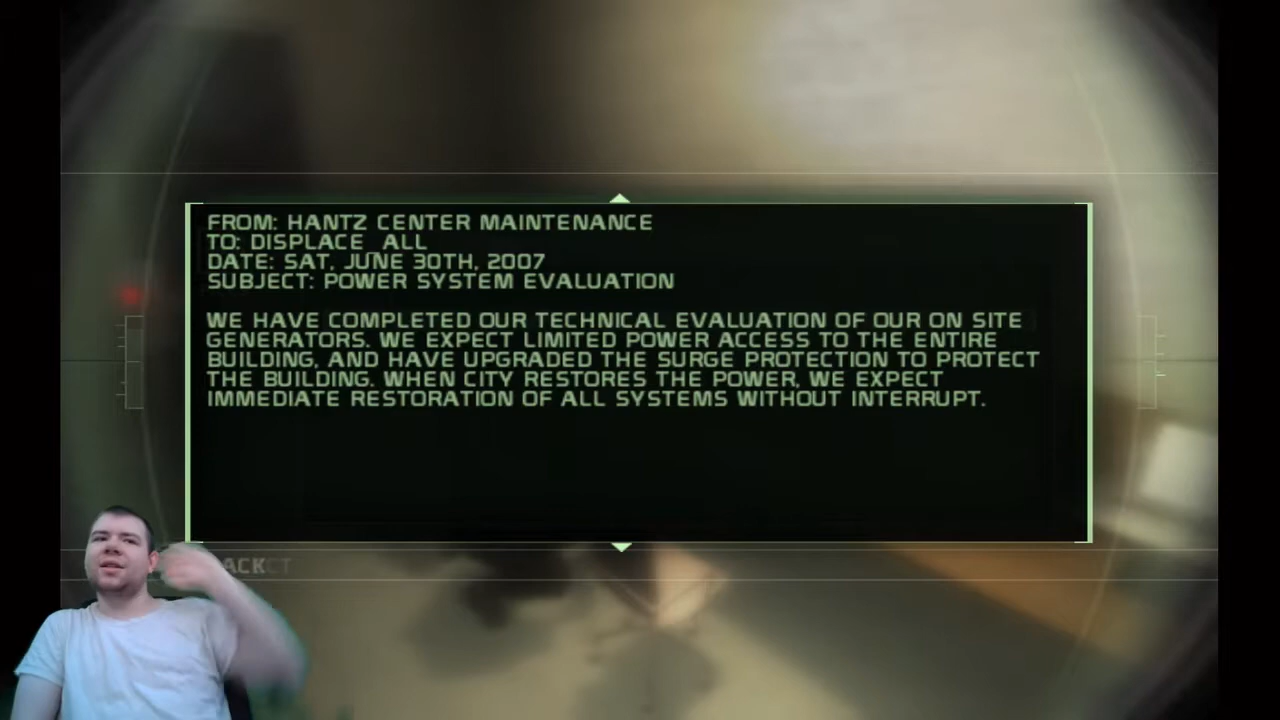 FROM: HANTZ CENTER MAINTENANCE
TO: DISPLACE_ALL
DATE: SAT, JUNE 30TH, 2007
SUBJECT: POWER SYSTEM EVALUATION
WE HAVE COMPLETED OUR TECHNICAL EVALUATION OF OUR ON SITE
GENERATORS. WE EXPECT LIMITED POWER ACCESS TO THE ENTIRE
BUILDING, AND HAVE UPGRADED THE SURGE PROTECTION TO PROTECT
THE BUILDING. WHEN CITY RESTORES THE POWER, WE EXPECT
IMMEDIATE RESTORATION OF ALL SYSTEMS WITHOUT INTERRUPT.